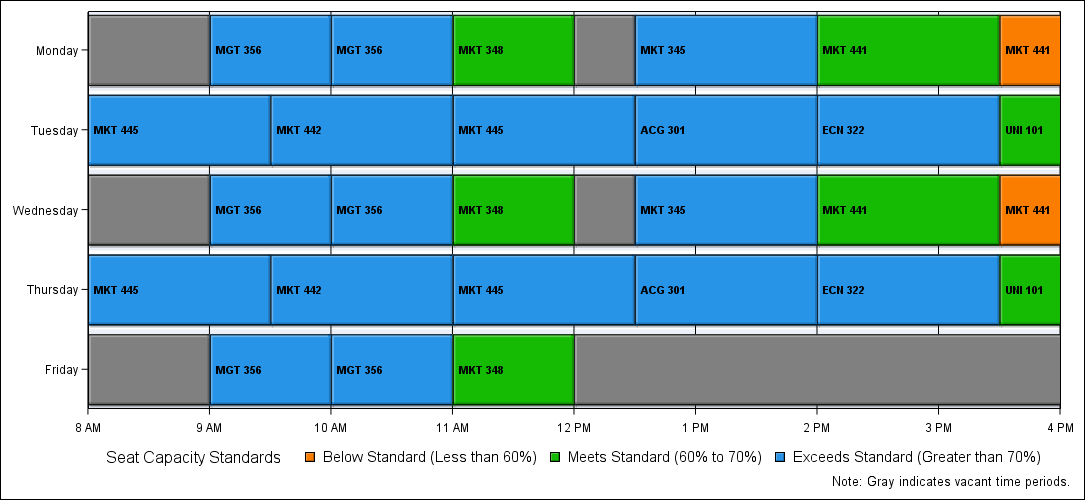 Monday MGT 356 MGT 356 MKT 348 MKT 345 MKT 441 MKT 441
Tuesday MKT 445 MKT 442 MKT 445 ACG 301 ECN 322 UNI 101
Wednesday MGT 356 MGT 356 MKT 348 MKT 345 MKT 441 MKT 441
Thursday MKT 445 MKT 442 MKT 445 ACG 301 ECN 322 UNI 101
Friday MGT 356 MGT 356 MKT 348
8 AM 9 AM 10 AM 11 AM 12 PM 1 PM 2 PM 3 PM 4 PM
Seat Capacity Standards Below Standard (Less than 60%) Meets Standard (60% to 70%) Exceeds Standard (Greater than 70%)
Note: Gray indicates vacant time periods.